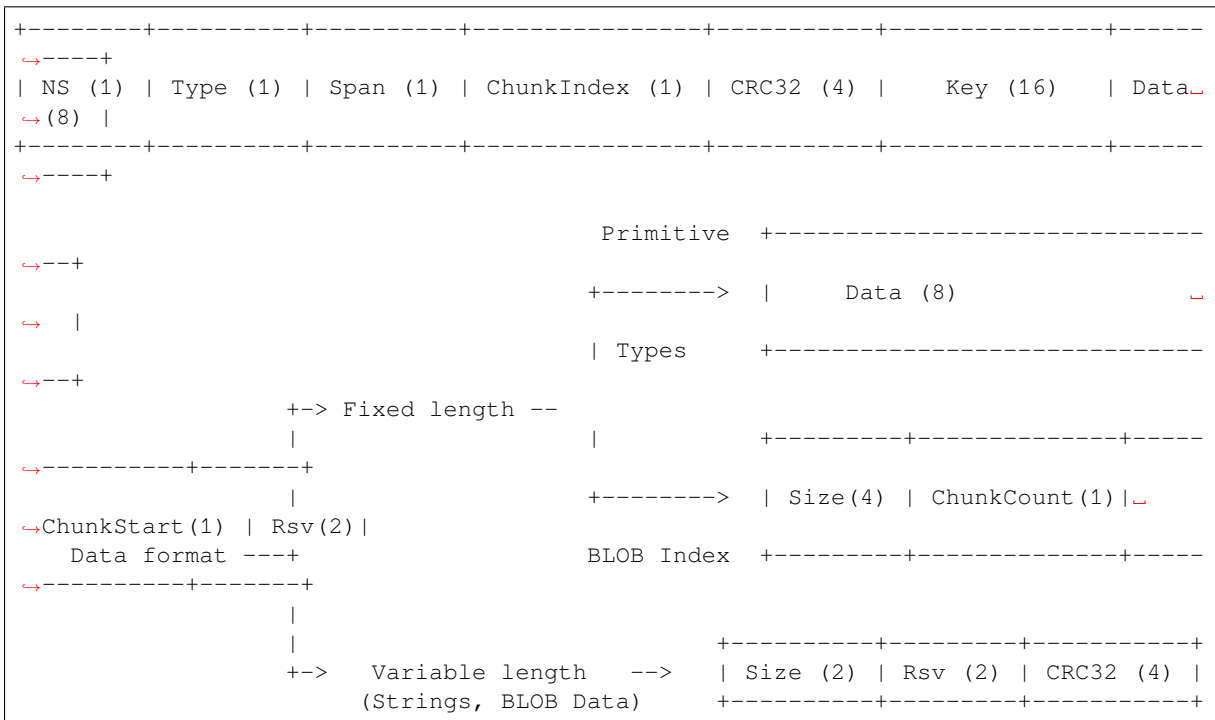 +--------+----------+----------+----------------+-----------+---------------+------
↪----+
| NS (1) | Type (1) | Span (1) | ChunkIndex (1) | CRC32 (4) |    Key (16)   | Data␣
↪(8) |
+--------+----------+----------+----------------+-----------+---------------+------
↪----+
                                         Primitive  +------------------------------
↪--+
                                        +-------->  |     Data (8)                ␣
↪  |
                                        | Types     +------------------------------
↪--+
                   +-> Fixed length --
                   |                    |           +---------+--------------+-----
↪----------+-------+
                   |                    +-------->  | Size(4) | ChunkCount(1)|␣
↪ChunkStart(1) | Rsv(2)|
    Data format ---+                    BLOB Index  +---------+--------------+-----
↪----------+-------+
                   |
                   |                             +----------+---------+-----------+
                   +->   Variable length   -->   | Size (2) | Rsv (2) | CRC32 (4) |
                        (Strings, BLOB Data)     +----------+---------+-----------+